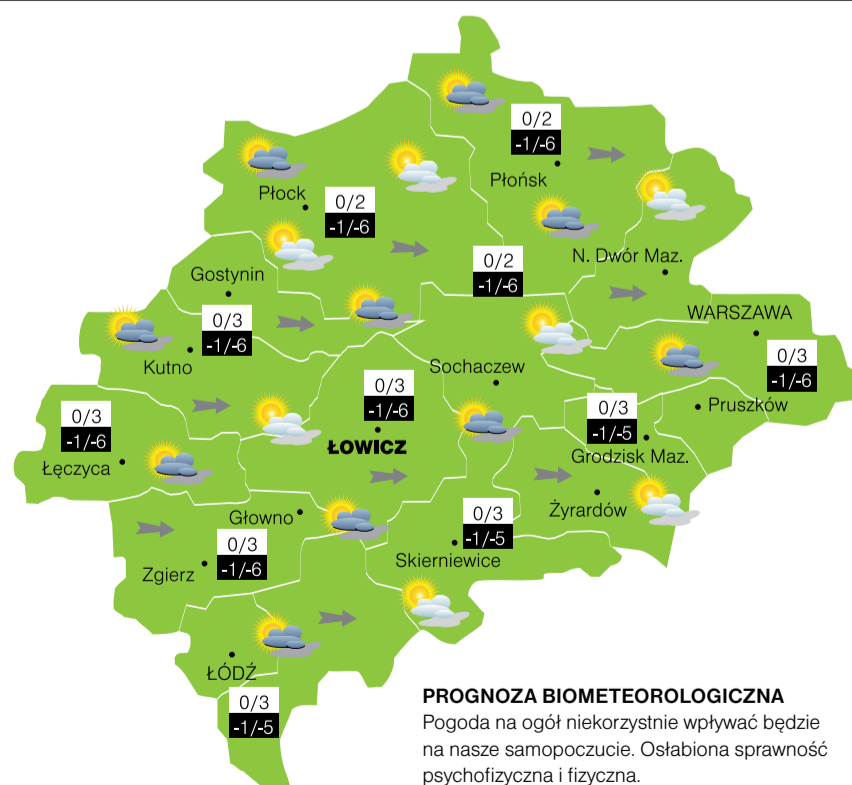 0/2
-1/-6
Płońsk
Płock
0/2
-1/-6
N. Dwór Maz.
0/2
-1/-6
Gostynin
0/3
-1/-6
Kutno
WARSZAWA
0/3
-1/-6
Sochaczew
0/3
-1/-6
ŁOWICZ
Pruszków
0/3
-1/-5
Grodzisk Maz.
0/3
-1/-6
Łęczyca
Żyrardów
Głowno
0/3
-1/-5
Skierniewice
0/3
-1/-6
Zgierz
ŁÓDŹ
0/3
-1/-5
PROGNOZA BIOMETEOROLOGICZNA
Pogoda na ogół niekorzystnie wpływać będzie
na nasze samopoczucie. Osłabiona sprawność
psychofizyczna i fizyczna.